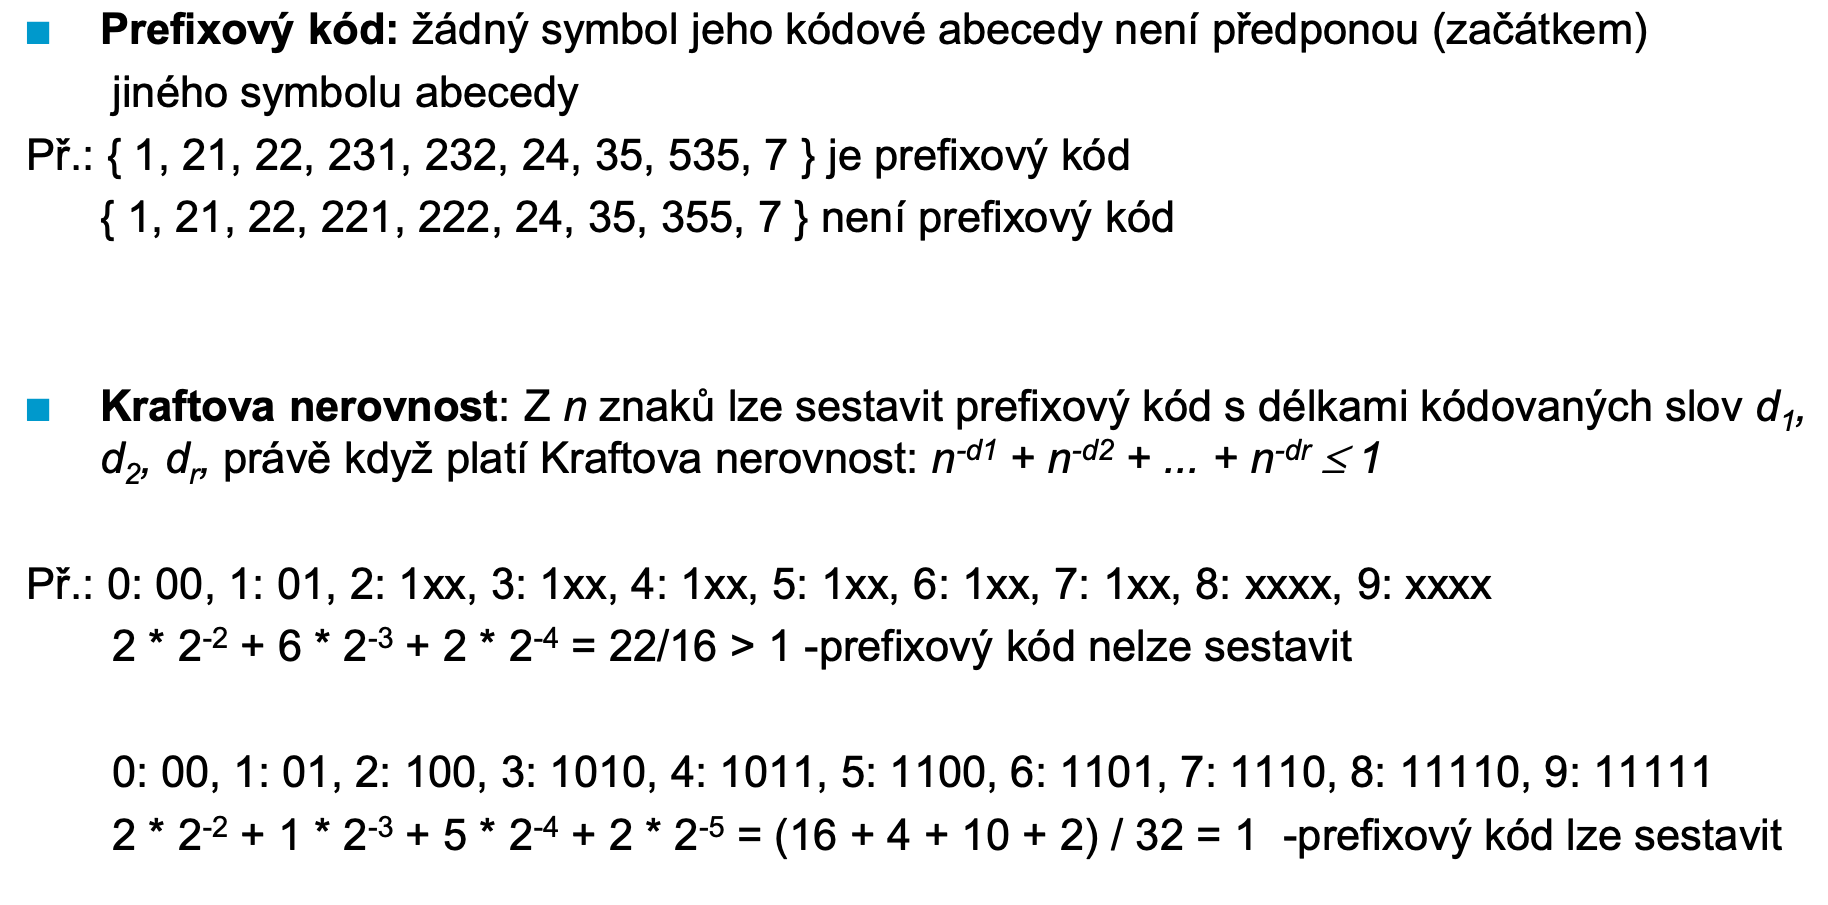 Prefixový kód: žádný symbol jeho kódové abecedy není předponou (začátkem)
jiného symbolu abecedy
Př.: { 1, 21, 22, 231, 232, 24, 35, 535, 7 } je prefixový kód
{ 1, 21, 22, 221, 222, 24, 35, 355, 7 } není prefixový kód
Kraftova nerovnost: Z n znaků lze sestavit prefixový kód s délkami kódovaných slov d₁,
d₂, dᵣ, právě když platí Kraftova nerovnost: n⁻ᵈ¹ + n⁻ᵈ² + ... + n⁻ᵈʳ ≤ 1
Př.: 0: 00, 1: 01, 2: 1xx, 3: 1xx, 4: 1xx, 5: 1xx, 6: 1xx, 7: 1xx, 8: xxxx, 9: xxxx
2 * 2⁻² + 6 * 2⁻³ + 2 * 2⁻⁴ = 22/16 > 1 -prefixový kód nelze sestavit
0: 00, 1: 01, 2: 100, 3: 1010, 4: 1011, 5: 1100, 6: 1101, 7: 1110, 8: 11110, 9: 11111
2 * 2⁻² + 1 * 2⁻³ + 5 * 2⁻⁴ + 2 * 2⁻⁵ = (16 + 4 + 10 + 2) / 32 = 1 -prefixový kód lze sestavit